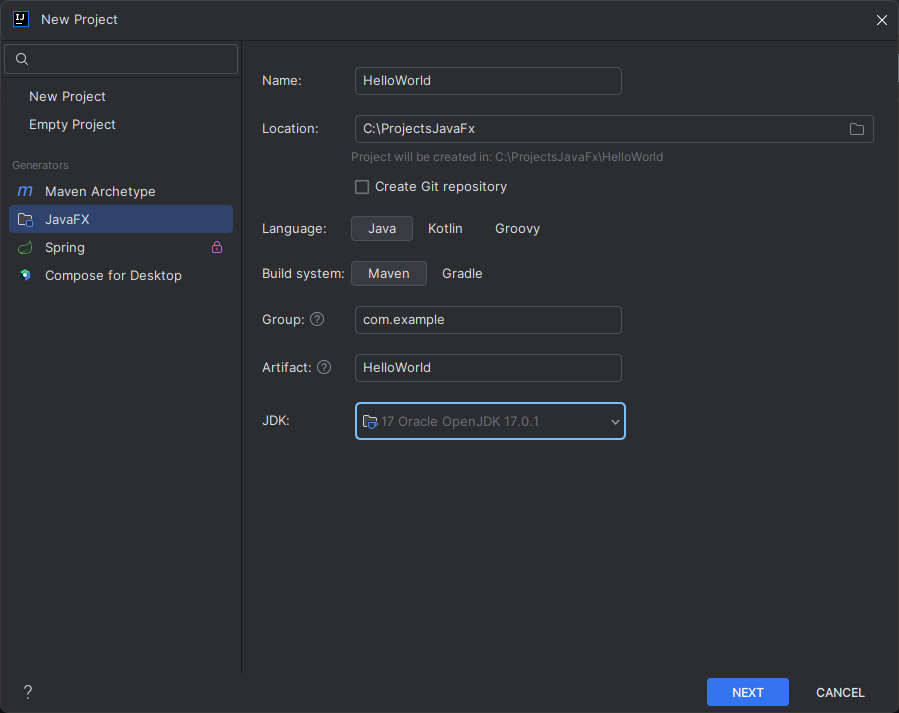 IJ New Project
New Project
Empty Project
Generators
m Maven Archetype
JavaFX
Spring
Compose for Desktop
Name: HelloWorld
Location: C:\ProjectsJavaFx
Project will be created in: C:\ProjectsJavaFx\HelloWorld
Create Git repository
Language: Java Kotlin Groovy
Build system: Maven Gradle
Group: ? com.example
Artifact: ? HelloWorld
JDK: 17 Oracle OpenJDK 17.0.1
? NEXT CANCEL